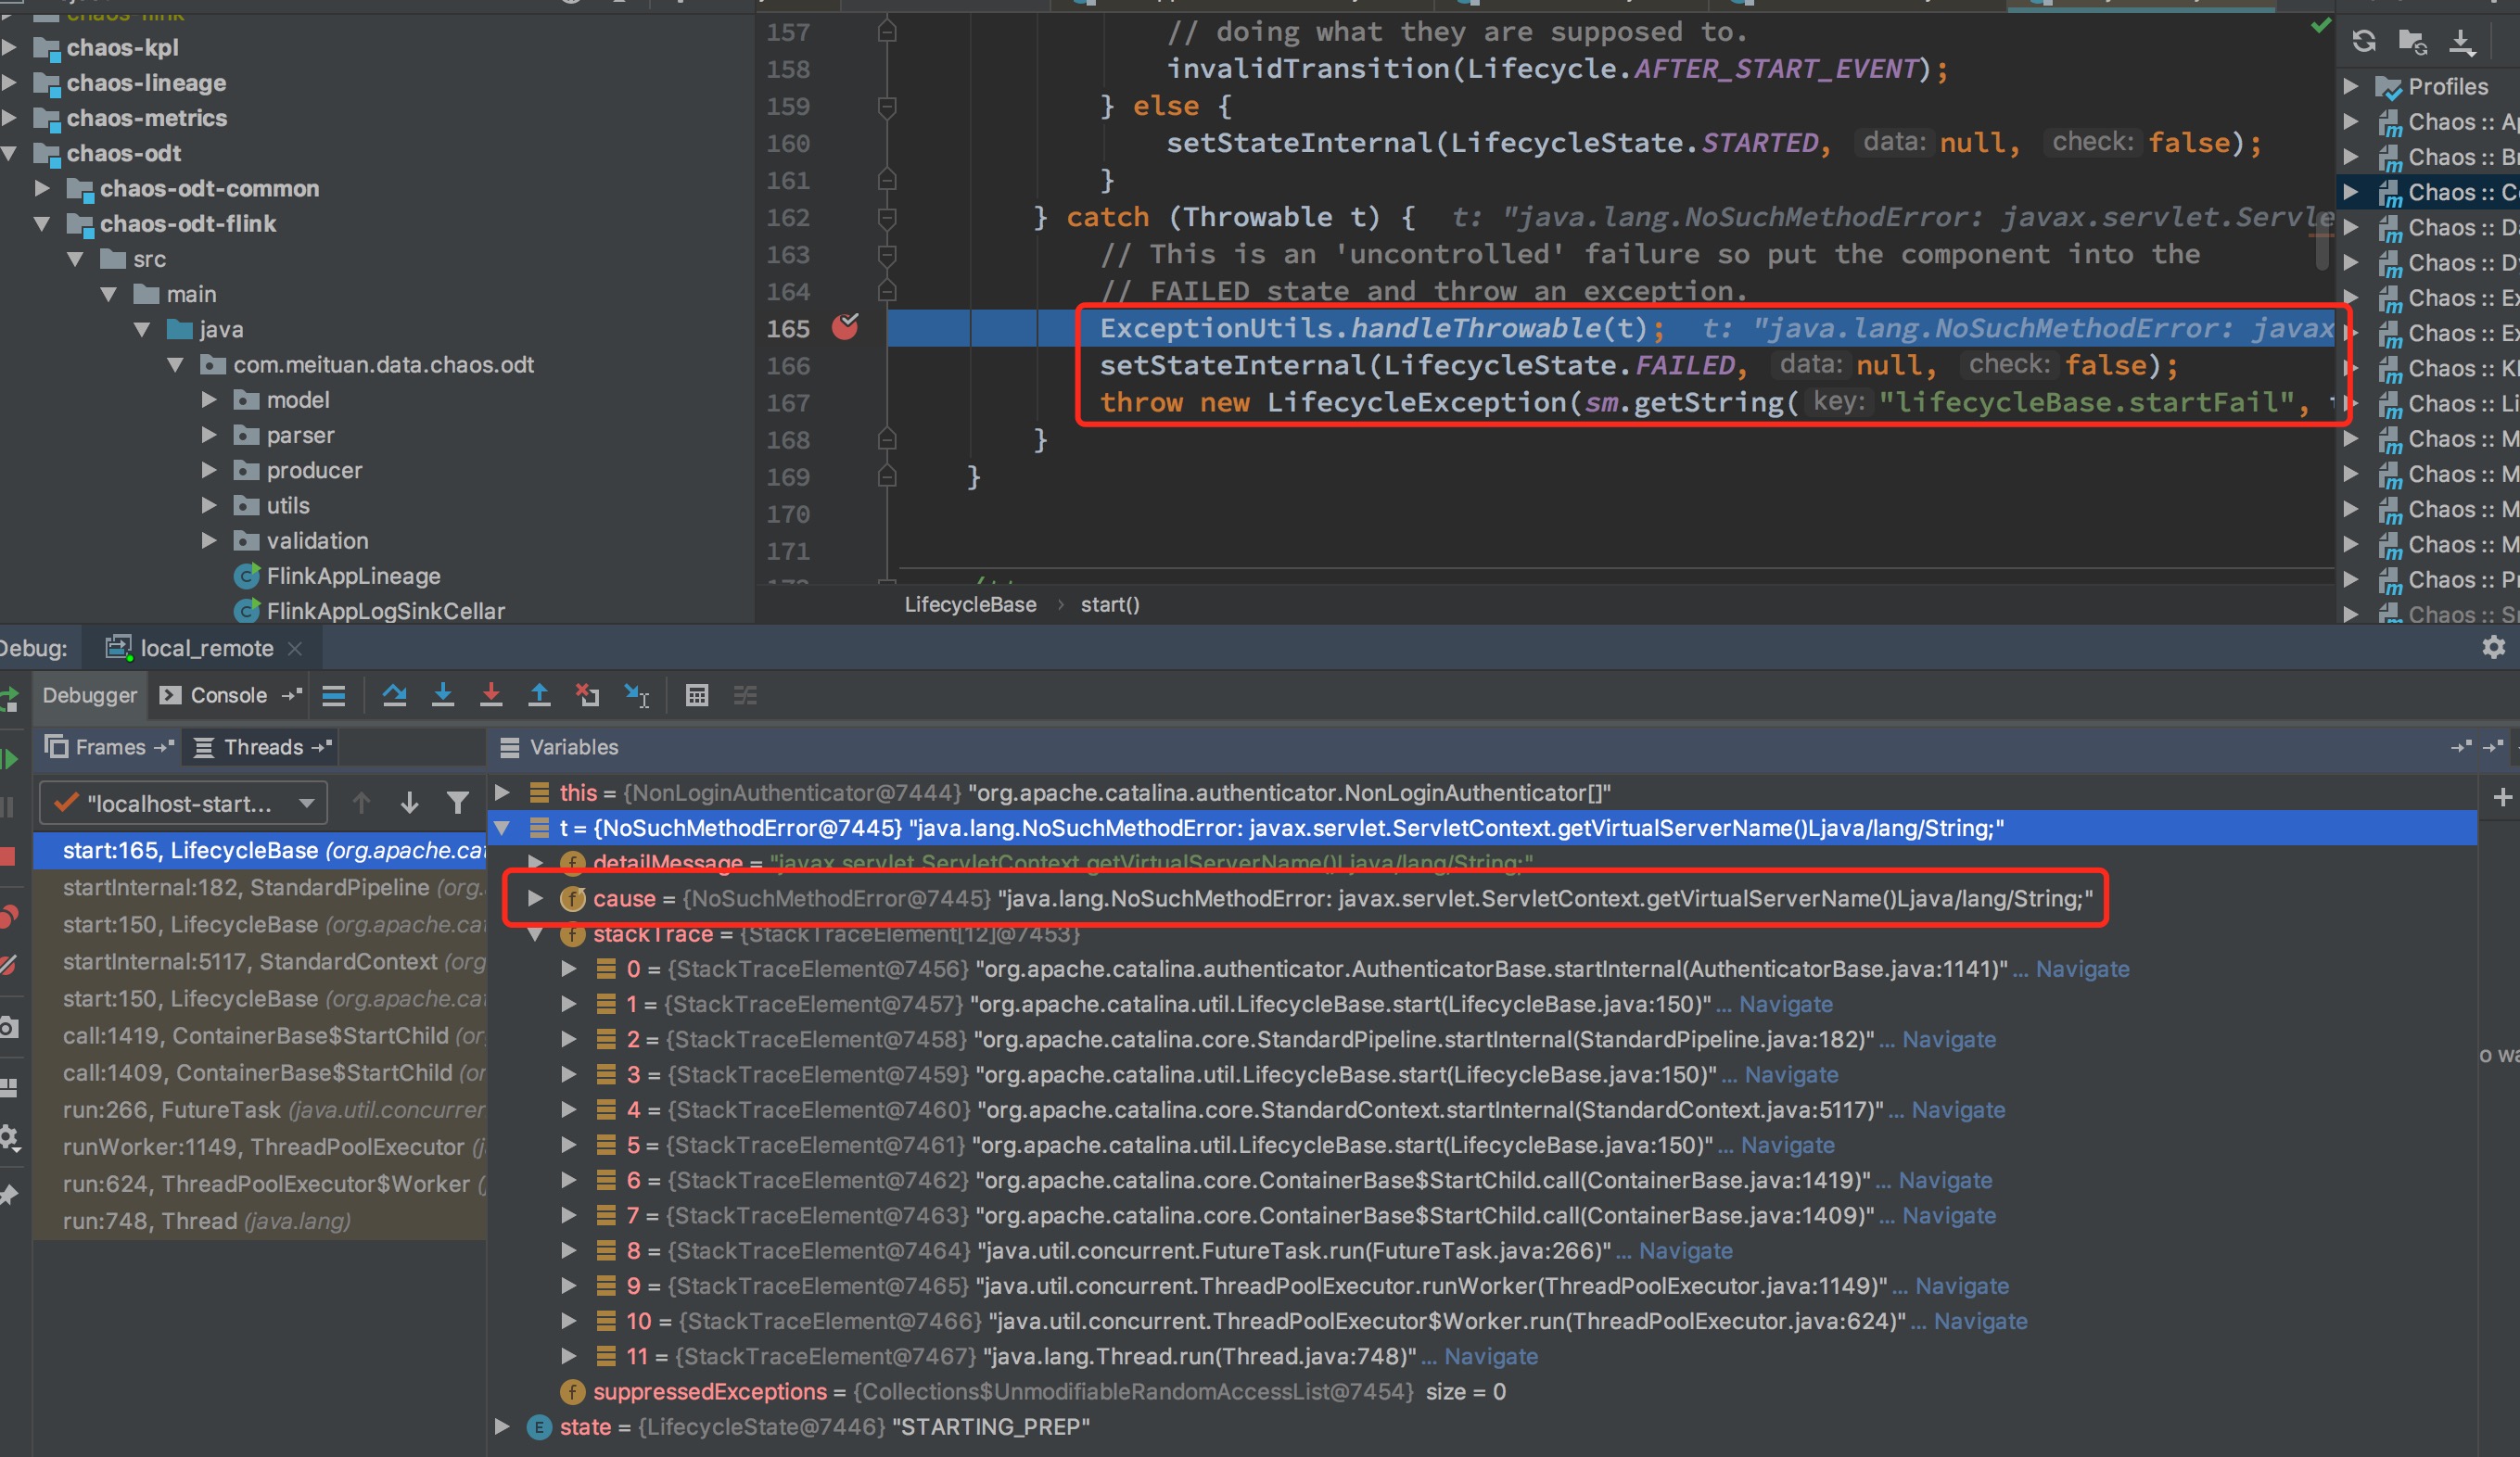 chaos-flink
chaos-kpl
chaos-lineage
chaos-metrics
chaos-odt
chaos-odt-common
chaos-odt-flink
src
main
java
com.meituan.data.chaos.odt
model
parser
producer
utils
validation
FlinkAppLineage
FlinkAppLogSinkCellar
157 // doing what they are supposed to.
158 invalidTransition(Lifecycle.AFTER_START_EVENT);
159 } else {
160 setStateInternal(LifecycleState.STARTED, data: null, check: false);
161 }
162 } catch (Throwable t) { t: "java.lang.NoSuchMethodError: javax.servlet.Servle
163 // This is an 'uncontrolled' failure so put the component into the
164 // FAILED state and throw an exception.
165 ExceptionUtils.handleThrowable(t); t: "java.lang.NoSuchMethodError: javax
166 setStateInternal(LifecycleState.FAILED, data: null, check: false);
167 throw new LifecycleException(sm.getString( key: "lifecycleBase.startFail",
168 }
169 }
170
171
LifecycleBase › start()
Profiles
Chaos :: Ap
Chaos :: Br
Chaos :: Co
Chaos :: Da
Chaos :: D
Chaos :: Ex
Chaos :: Ex
Chaos :: Kl
Chaos :: Li
Chaos :: M
Chaos :: M
Chaos :: M
Chaos :: M
Chaos :: Pr
Chaos :: Sr
Debug: local_remote
Debugger Console
Frames Threads Variables
"localhost-start...
start:165, LifecycleBase (org.apache.cat
startInternal:182, StandardPipeline (org.
start:150, LifecycleBase (org.apache.cat
startInternal:5117, StandardContext (org
start:150, LifecycleBase (org.apache.cat
call:1419, ContainerBase$StartChild (or
call:1409, ContainerBase$StartChild (or
run:266, FutureTask (java.util.concurrer
runWorker:1149, ThreadPoolExecutor (j
run:624, ThreadPoolExecutor$Worker (j
run:748, Thread (java.lang)
this = {NonLoginAuthenticator@7444} "org.apache.catalina.authenticator.NonLoginAuthenticator[]"
t = {NoSuchMethodError@7445} "java.lang.NoSuchMethodError: javax.servlet.ServletContext.getVirtualServerName()Ljava/lang/String;"
detailMessage = "javax.servlet.ServletContext.getVirtualServerName()Ljava/lang/String;"
cause = {NoSuchMethodError@7445} "java.lang.NoSuchMethodError: javax.servlet.ServletContext.getVirtualServerName()Ljava/lang/String;"
stackTrace = {StackTraceElement[12]@7453}
0 = {StackTraceElement@7456} "org.apache.catalina.authenticator.AuthenticatorBase.startInternal(AuthenticatorBase.java:1141)"... Navigate
1 = {StackTraceElement@7457} "org.apache.catalina.util.LifecycleBase.start(LifecycleBase.java:150)"... Navigate
2 = {StackTraceElement@7458} "org.apache.catalina.core.StandardPipeline.startInternal(StandardPipeline.java:182)"... Navigate
3 = {StackTraceElement@7459} "org.apache.catalina.util.LifecycleBase.start(LifecycleBase.java:150)"... Navigate
4 = {StackTraceElement@7460} "org.apache.catalina.core.StandardContext.startInternal(StandardContext.java:5117)"... Navigate
5 = {StackTraceElement@7461} "org.apache.catalina.util.LifecycleBase.start(LifecycleBase.java:150)"... Navigate
6 = {StackTraceElement@7462} "org.apache.catalina.core.ContainerBase$StartChild.call(ContainerBase.java:1419)"... Navigate
7 = {StackTraceElement@7463} "org.apache.catalina.core.ContainerBase$StartChild.call(ContainerBase.java:1409)"... Navigate
8 = {StackTraceElement@7464} "java.util.concurrent.FutureTask.run(FutureTask.java:266)"... Navigate
9 = {StackTraceElement@7465} "java.util.concurrent.ThreadPoolExecutor.runWorker(ThreadPoolExecutor.java:1149)"... Navigate
10 = {StackTraceElement@7466} "java.util.concurrent.ThreadPoolExecutor$Worker.run(ThreadPoolExecutor.java:624)"... Navigate
11 = {StackTraceElement@7467} "java.lang.Thread.run(Thread.java:748)"... Navigate
suppressedExceptions = {Collections$UnmodifiableRandomAccessList@7454} size = 0
state = {LifecycleState@7446} "STARTING_PREP"